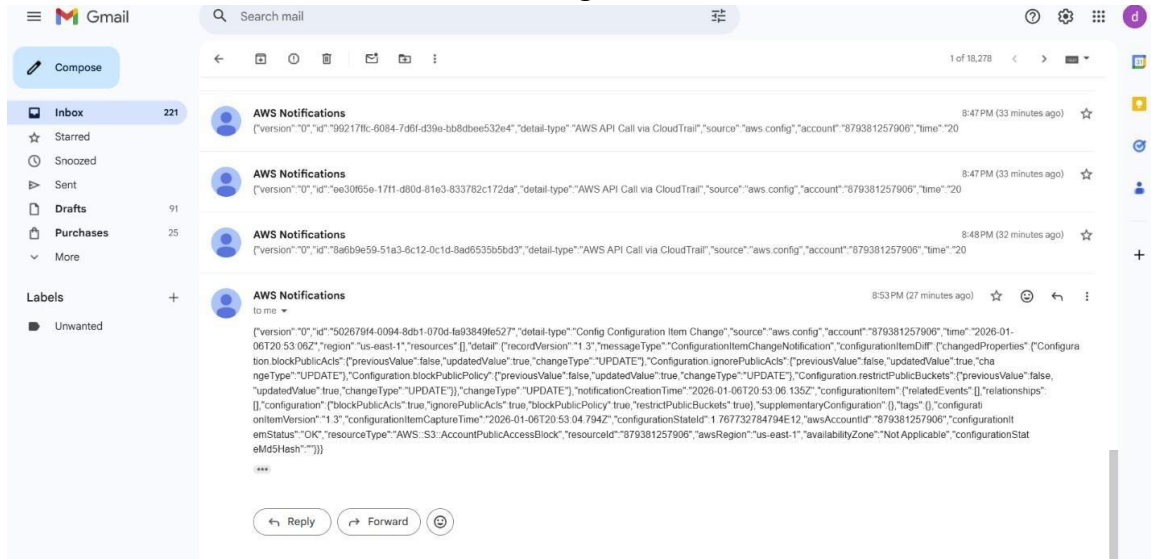 Gmail
Search mail
d
Compose
1 of 18,278
Inbox 221
Starred
Snoozed
Sent
Drafts 91
Purchases 25
More
Labels
Unwanted
AWS Notifications 8:47 PM (33 minutes ago)
{"version":"0","id":"99217ffc-6084-7d6f-d39e-bb8dbee532e4","detail-type":"AWS API Call via CloudTrail","source":"aws.config","account":"879381257906","time":"20
AWS Notifications 8:47 PM (33 minutes ago)
{"version":"0","id":"ee30f65e-17f1-d80d-81e3-833782c172da","detail-type":"AWS API Call via CloudTrail","source":"aws.config","account":"879381257906","time":"20
AWS Notifications 8:48 PM (32 minutes ago)
{"version":"0","id":"8a6b9e59-51a3-6c12-0c1d-8ad6535b5bd3","detail-type":"AWS API Call via CloudTrail","source":"aws.config","account":"879381257906","time":"20
AWS Notifications 8:53 PM (27 minutes ago)
to me
{"version":"0","id":"502679f4-0094-8db1-070d-fa93849fe527","detail-type":"Config Configuration Item Change","source":"aws.config","account":"879381257906","time":"2026-01-
06T20:53:06Z","region":"us-east-1","resources":[],"detail":{"recordVersion":"1.3","messageType":"ConfigurationItemChangeNotification","configurationItemDiff":{"changedProperties":{"Configura
tion.blockPublicAcls":{"previousValue":false,"updatedValue":true,"changeType":"UPDATE"},"Configuration.ignorePublicAcls":{"previousValue":false,"updatedValue":true,"cha
ngeType":"UPDATE"},"Configuration.blockPublicPolicy":{"previousValue":false,"updatedValue":true,"changeType":"UPDATE"},"Configuration.restrictPublicBuckets":{"previousValue":false,
"updatedValue":true,"changeType":"UPDATE"}},"changeType":"UPDATE"},"notificationCreationTime":"2026-01-06T20:53:06.135Z","configurationItem":{"relatedEvents":[],"relationships":
[],"configuration":{"blockPublicAcls":true,"ignorePublicAcls":true,"blockPublicPolicy":true,"restrictPublicBuckets":true},"supplementaryConfiguration":{},"tags":{},"configurati
onItemVersion":"1.3","configurationItemCaptureTime":"2026-01-06T20:53:04.794Z","configurationStateId":1.767732784794E12,"awsAccountId":"879381257906","configurationIt
emStatus":"OK","resourceType":"AWS::S3::AccountPublicAccessBlock","resourceId":"879381257906","awsRegion":"us-east-1","availabilityZone":"Not Applicable","configurationStat
eMd5Hash":""}}}
Reply
Forward